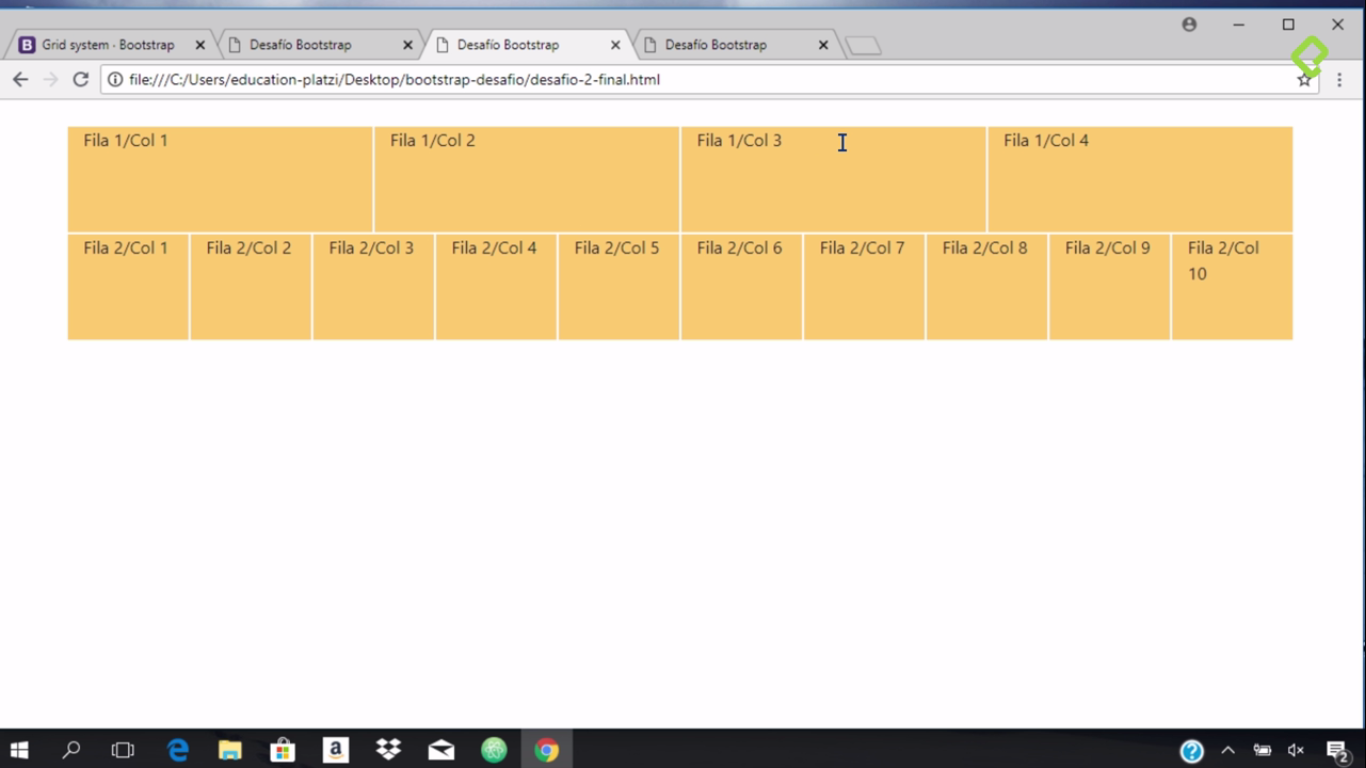 Grid system · Bootstrap
Desafío Bootstrap
Desafío Bootstrap
Desafío Bootstrap
file:///C:/Users/education-platzi/Desktop/bootstrap-desafio/desafio-2-final.html
Fila 1/Col 1
Fila 1/Col 2
Fila 1/Col 3
Fila 1/Col 4
Fila 2/Col 1
Fila 2/Col 2
Fila 2/Col 3
Fila 2/Col 4
Fila 2/Col 5
Fila 2/Col 6
Fila 2/Col 7
Fila 2/Col 8
Fila 2/Col 9
Fila 2/Col
10
2